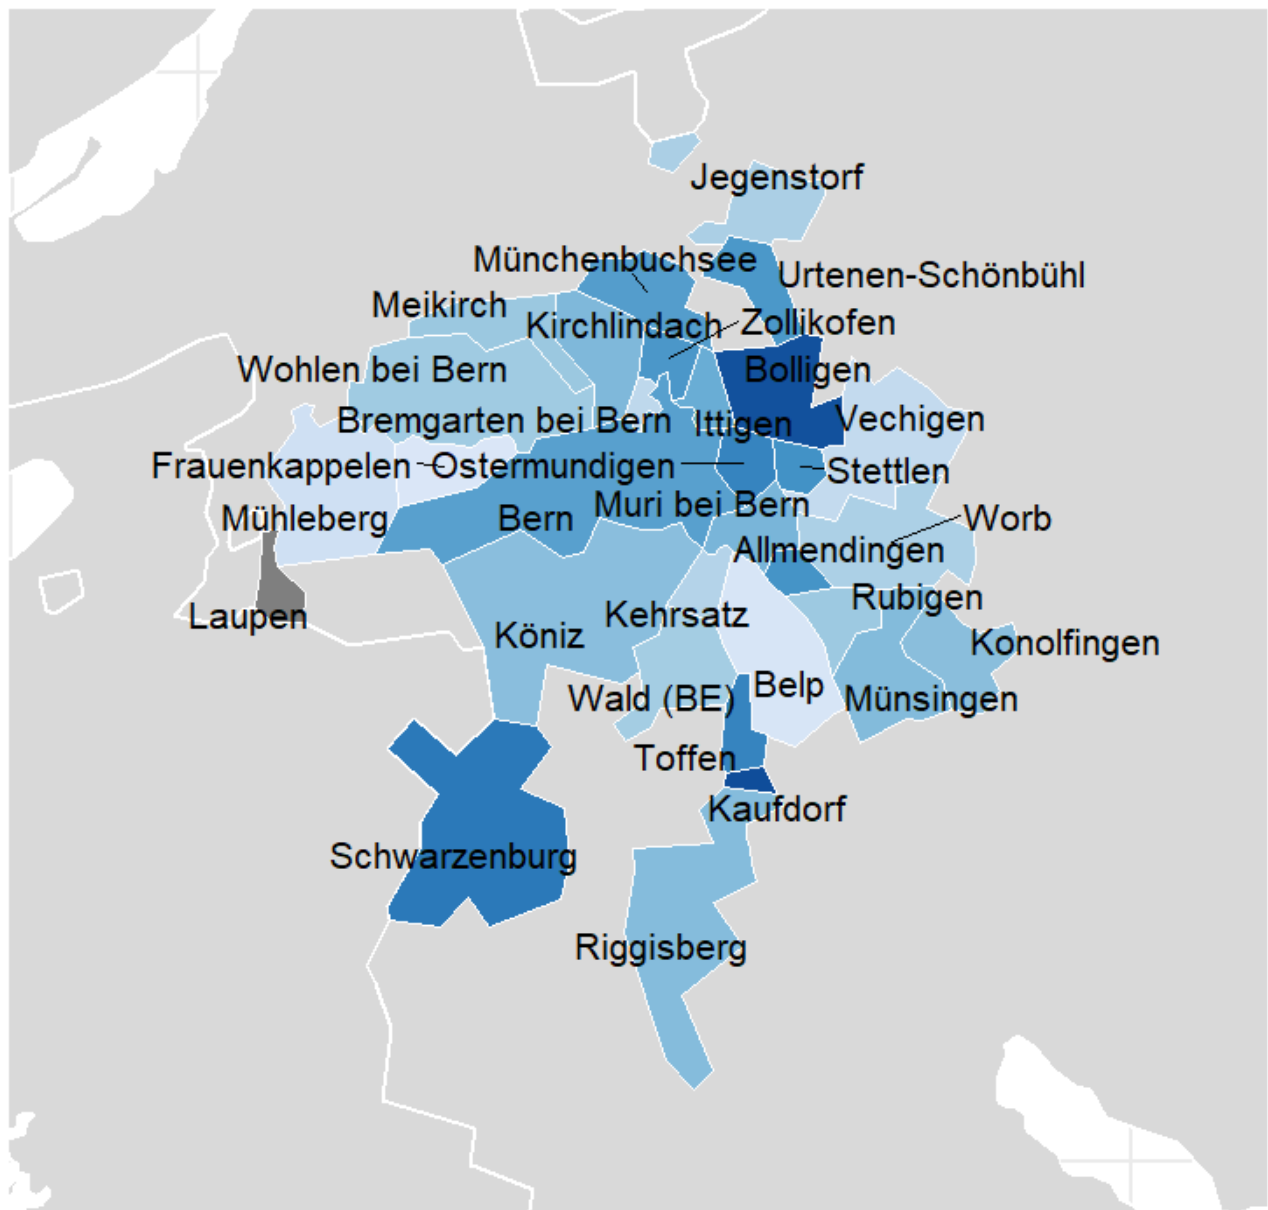 Jegenstorf
Münchenbuchsee
Urtenen-Schönbühl
Meikirch
Kirchlindach
Zollikofen
Wohlen bei Bern
Bolligen
Bremgarten bei Bern
Ittigen
Vechigen
Frauenkappelen
Ostermundigen
Stettlen
Mühleberg
Bern
Muri bei Bern
Worb
Allmendingen
Rubigen
Laupen
Kehrsatz
Köniz
Konolfingen
Wald (BE)
Belp
Münsingen
Toffen
Kaufdorf
Schwarzenburg
Riggisberg